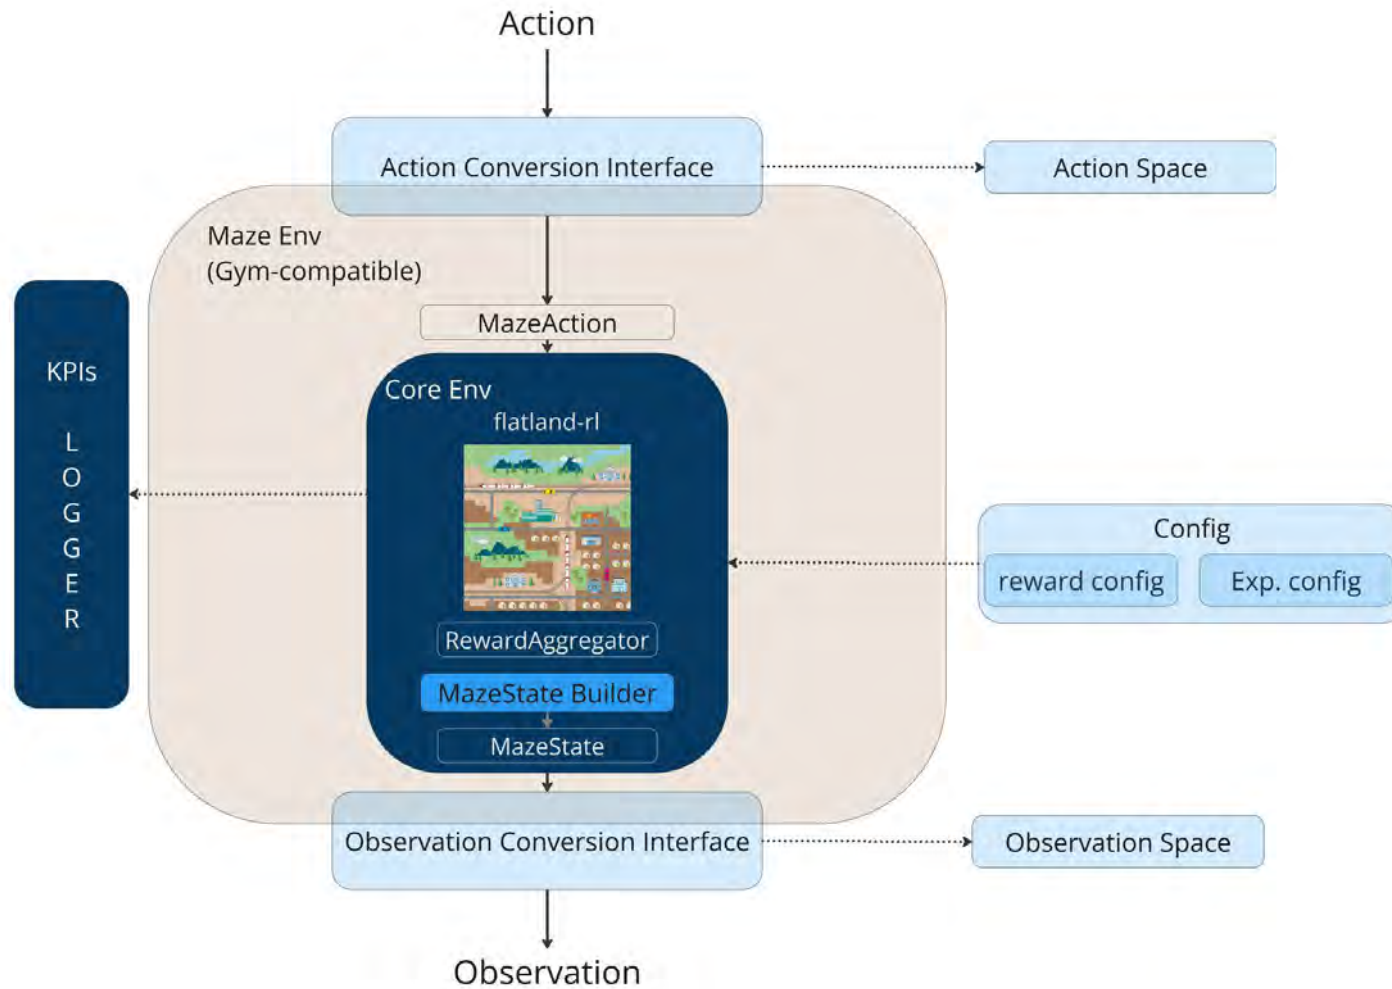 Action
Action Conversion Interface
Action Space
Maze Env
(Gym-compatible)
MazeAction
KPIs
L
O
G
G
E
R
Core Env
flatland-rl
Config
reward config
Exp. config
RewardAggregator
MazeState Builder
MazeState
Observation Conversion Interface
Observation Space
Observation